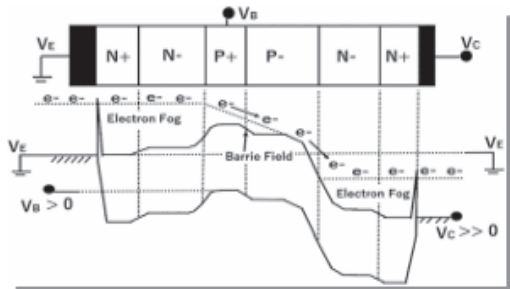 VB
VE
N+ N- P+ P- N- N+
VC
e- e- e- e- e- e-
e-
Electron Fog
e-
VE
Barrie Field
e-
VE
e- e- e- e-
Electron Fog
VB > 0
VC >> 0